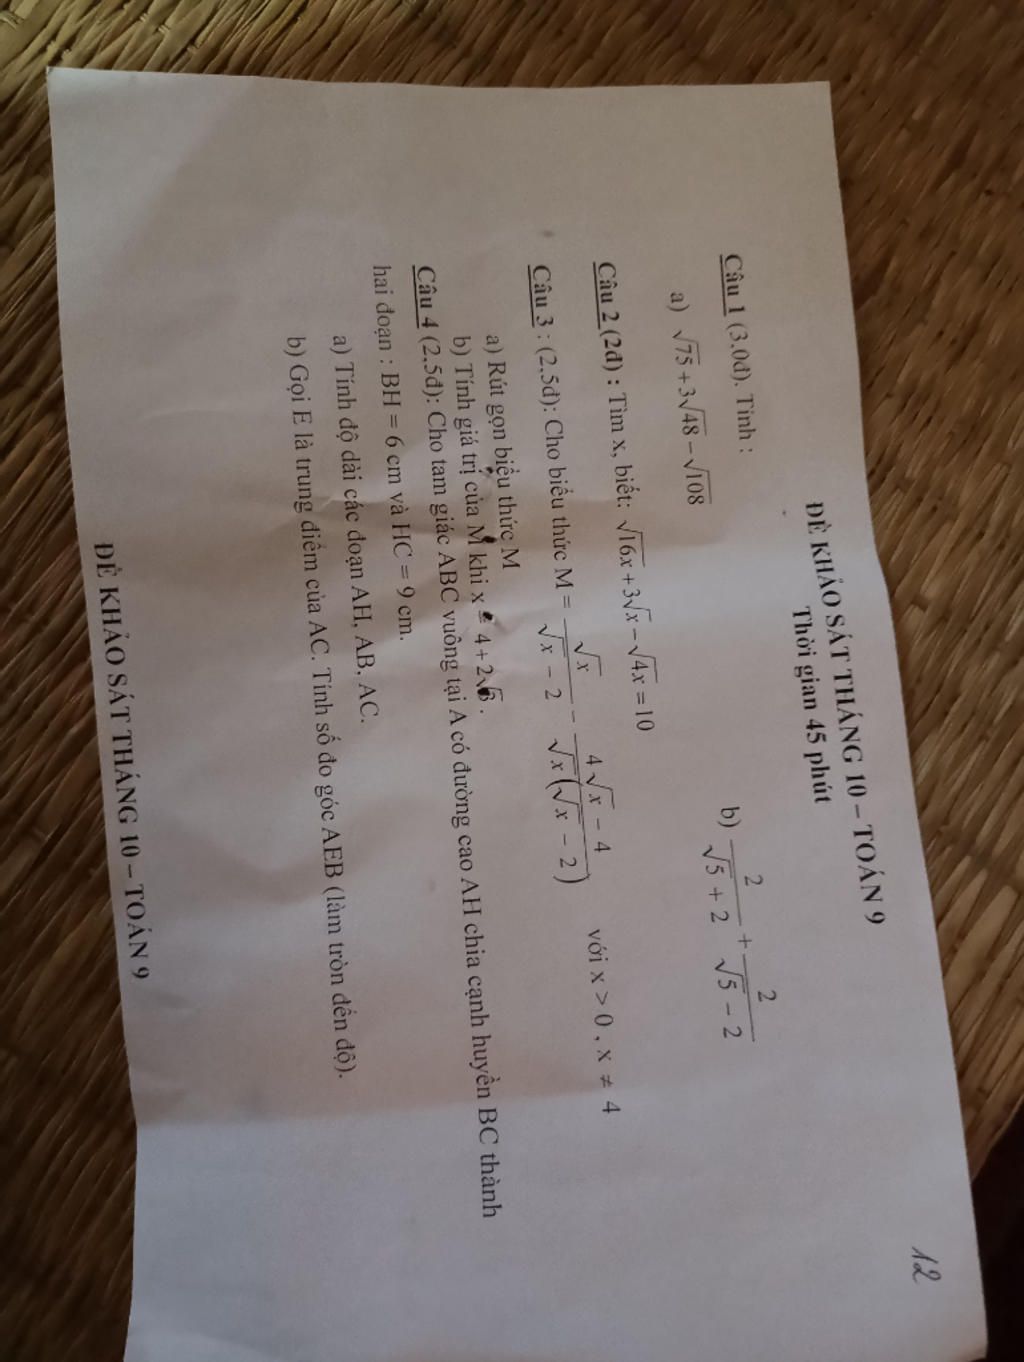 12
ĐỀ KHẢO SÁT THÁNG 10 – TOÁN 9
Thời gian 45 phút
Câu 1 (3,0đ). Tính :
a) √75 + 3√48 − √108 b) 2/(√5 + 2) + 2/(√5 − 2)
Câu 2 (2đ) : Tìm x, biết: √16x + 3√x − √4x = 10
Câu 3 : (2,5đ): Cho biểu thức M = √x/(√x − 2) − (4√x − 4)/(√x(√x − 2)) với x > 0 , x ≠ 4
a) Rút gọn biểu thức M
b) Tính giá trị của M khi x = 4 + 2√3 .
Câu 4 (2,5đ): Cho tam giác ABC vuông tại A có đường cao AH chia cạnh huyền BC thành
hai đoạn : BH = 6 cm và HC = 9 cm.
a) Tính độ dài các đoạn AH, AB, AC.
b) Gọi E là trung điểm của AC. Tính số đo góc AEB (làm tròn đến độ).
ĐỀ KHẢO SÁT THÁNG 10 – TOÁN 9